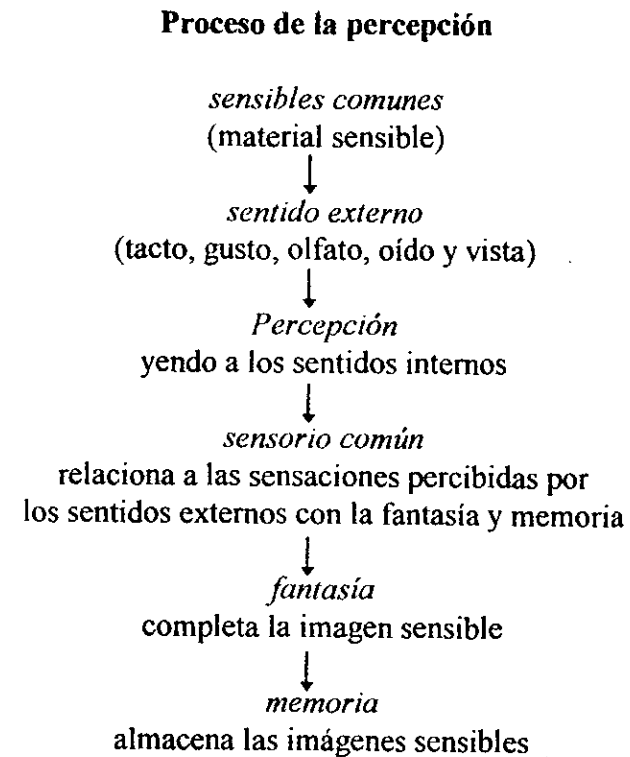 Proceso de la percepción
sensibles comunes
(material sensible)
sentido externo
(tacto, gusto, olfato, oído y vista)
Percepción
yendo a los sentidos internos
sensorio común
relaciona a las sensaciones percibidas por
los sentidos externos con la fantasía y memoria
fantasía
completa la imagen sensible
memoria
almacena las imágenes sensibles